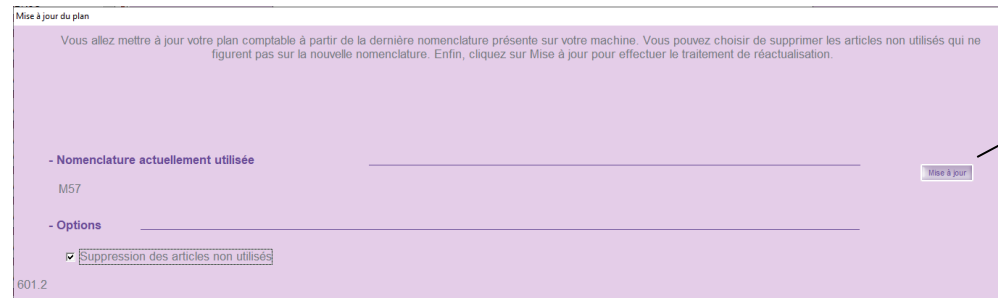 Mise à jour du plan
Vous allez mettre à jour votre plan comptable à partir de la dernière nomenclature présente sur votre machine. Vous pouvez choisir de supprimer les articles non utilisés qui ne
figurent pas sur la nouvelle nomenclature. Enfin, cliquez sur Mise à jour pour effectuer le traitement de réactualisation.
- Nomenclature actuellement utilisée
Mise à jour
M57
- Options
Suppression des articles non utilisés
601.2